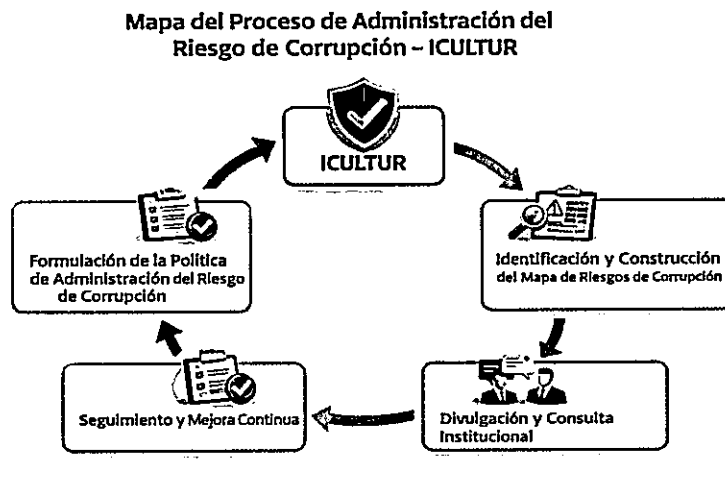 Mapa del Proceso de Administración del
Riesgo de Corrupción – ICULTUR
ICULTUR
Formulación de la Política
de Administración del Riesgo
de Corrupción
Identificación y Construcción
del Mapa de Riesgos de Corrupción
Seguimiento y Mejora Continua
Divulgación y Consulta
Institucional